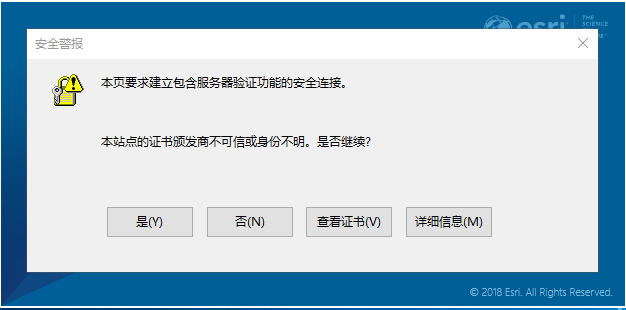 esri
THE
SCIENCE
安全警报
本页要求建立包含服务器验证功能的安全连接。
本站点的证书颁发商不可信或身份不明。是否继续?
是(Y)
否(N)
查看证书(V)
详细信息(M)
© 2018 Esri. All Rights Reserved.